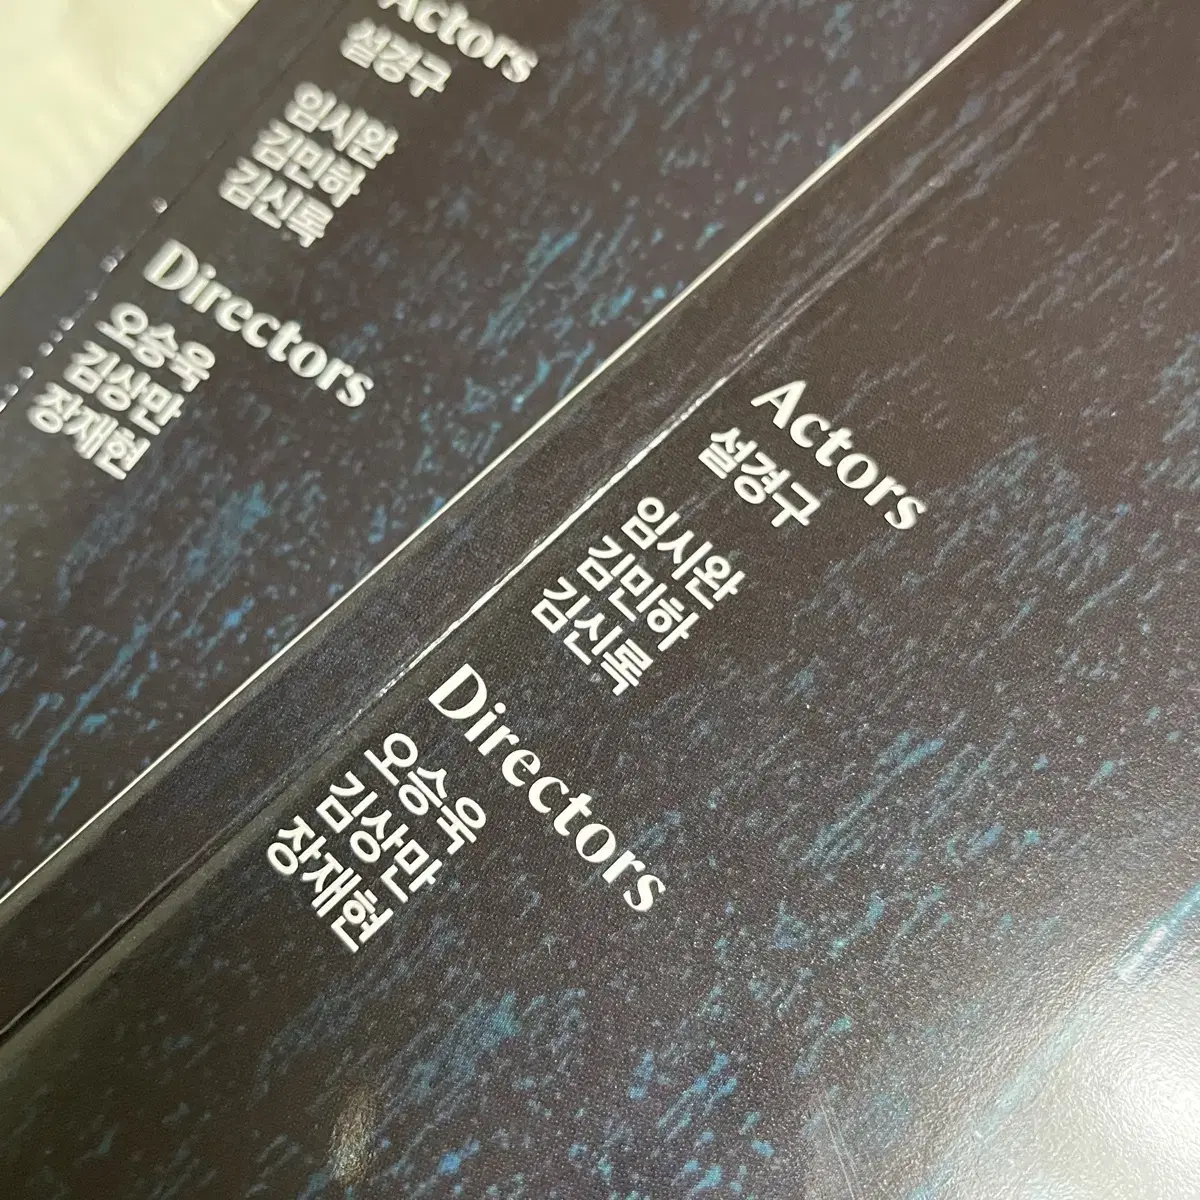 Actors
설경구
임시완
김민하
김신록
Directors
오승욱
김상만
장재현
Actors
설경구
임시완
김민하
김신록
Directors
오승욱
김상만
장재현